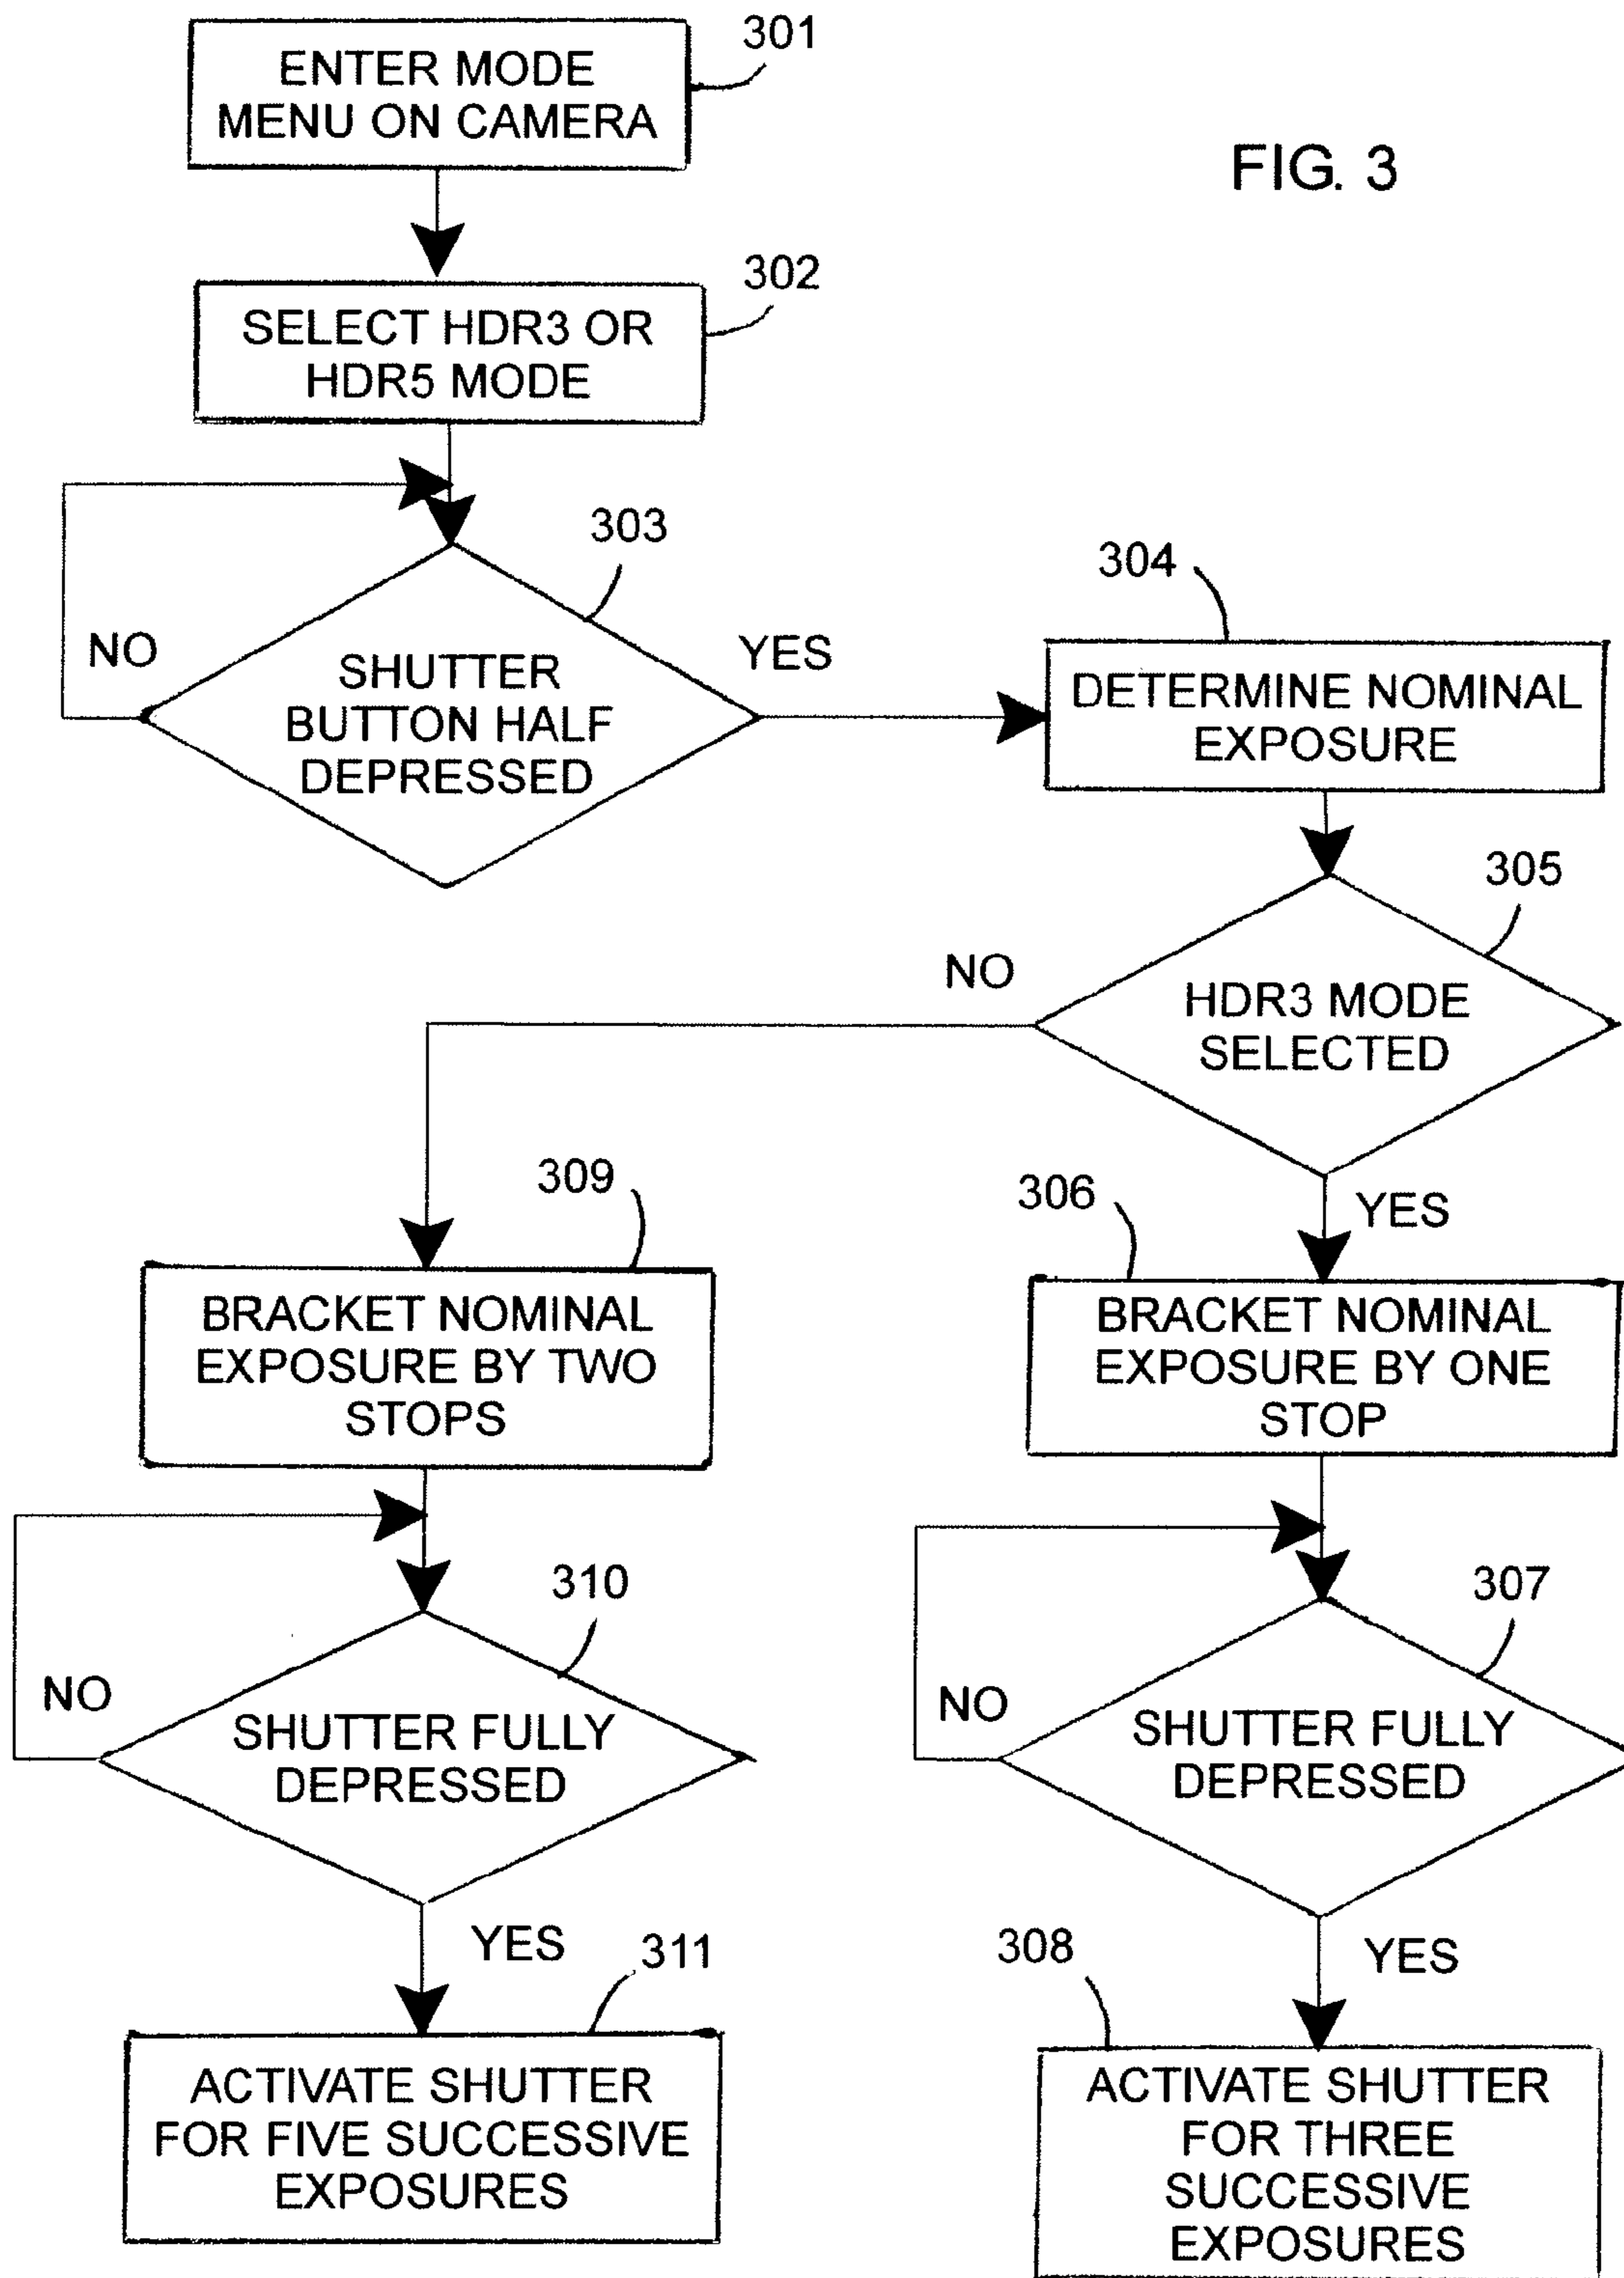 301
ENTER MODE
MENU ON CAMERA
FIG. 3
302
SELECT HDR3 OR
HDR5 MODE
303
304
NO
YES
SHUTTER
BUTTON HALF
DEPRESSED
DETERMINE NOMINAL
EXPOSURE
305
NO
HDR3 MODE
SELECTED
309
306
YES
BRACKET NOMINAL
EXPOSURE BY TWO
STOPS
BRACKET NOMINAL
EXPOSURE BY ONE
STOP
310
307
NO
SHUTTER FULLY
DEPRESSED
NO
SHUTTER FULLY
DEPRESSED
YES
311
308
YES
ACTIVATE SHUTTER
FOR FIVE SUCCESSIVE
EXPOSURES
ACTIVATE SHUTTER
FOR THREE
SUCCESSIVE
EXPOSURES